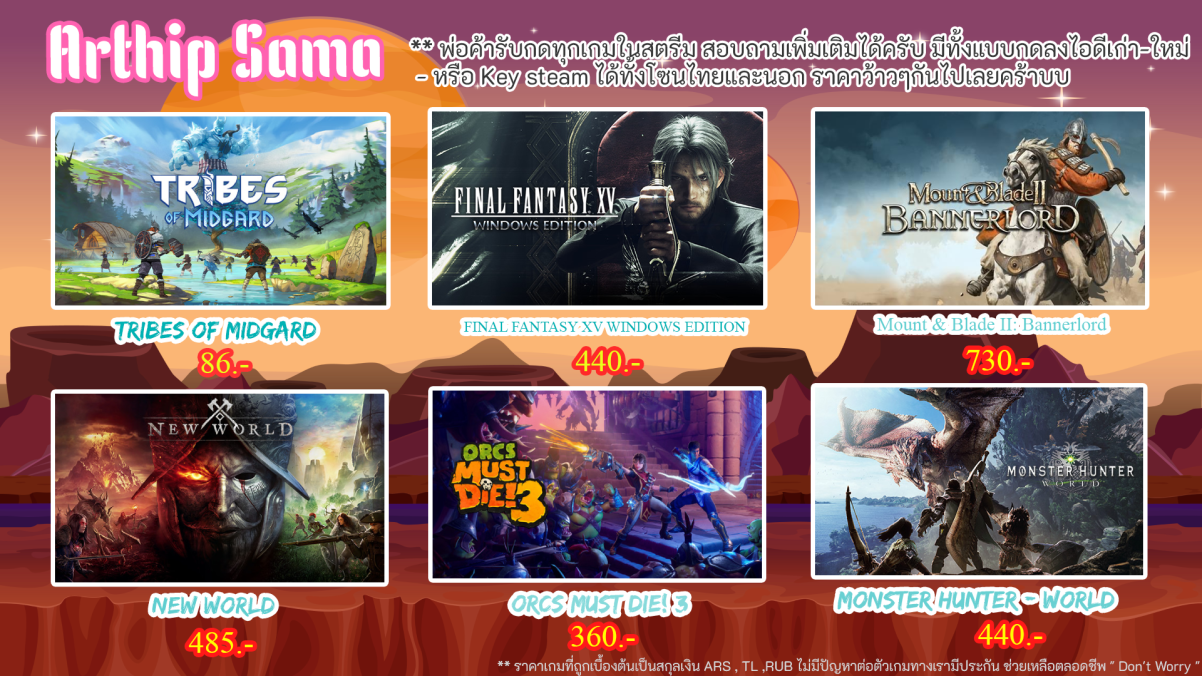 Arthip Sama
** พ่อค้ารับกดทุกเกมในสตรีม สอบถามเพิ่มเติมได้ครับ มีทั้งแบบกดลงไอดีเก่า-ใหม่
- หรือ Key steam ได้ทั้งโซนไทยและนอก ราคาว้าวๆกันไปเลยคร้าบบ
TRIBES
OF MIDGARD
FINAL FANTASY XV
WINDOWS EDITION
Mount & Blade II
BANNERLORD
TRIBES OF MIDGARD
FINAL FANTASY XV WINDOWS EDITION
Mount & Blade II: Bannerlord
86.-
440.-
730.-
NEW WORLD
ORCS
MUST
DIE! 3
MONSTER HUNTER
WORLD
NEW WORLD
ORCS MUST DIE! 3
MONSTER HUNTER - WORLD
485.-
360.-
440.-
** ราคาเกมที่ถูกเบื้องต้นเป็นสกุลเงิน ARS , TL ,RUB ไม่มีปัญหาต่อตัวเกมทางเรามีประกัน ช่วยเหลือตลอดชีพ " Don't Worry "